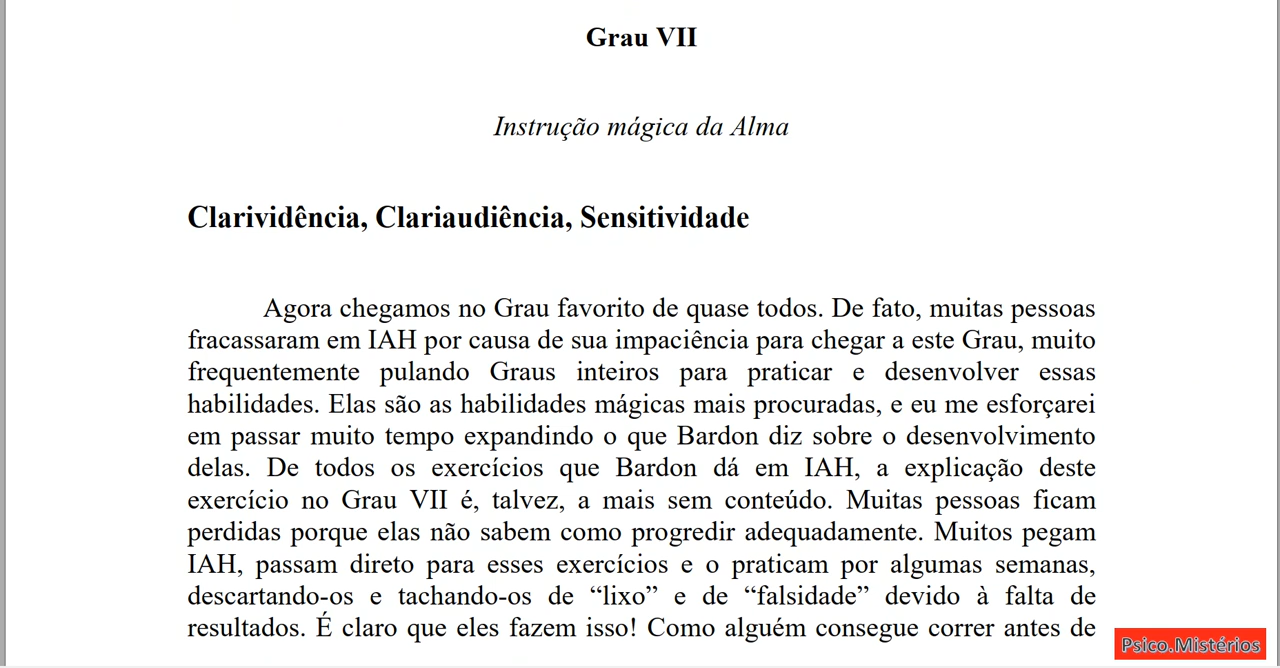 Grau VII
Instrução mágica da Alma
Clarividência, Clariaudiência, Sensitividade
Agora chegamos no Grau favorito de quase todos. De fato, muitas pessoas
fracassaram em IAH por causa de sua impaciência para chegar a este Grau, muito
frequentemente pulando Graus inteiros para praticar e desenvolver essas
habilidades. Elas são as habilidades mágicas mais procuradas, e eu me esforçarei
em passar muito tempo expandindo o que Bardon diz sobre o desenvolvimento
delas. De todos os exercícios que Bardon dá em IAH, a explicação deste
exercício no Grau VII é, talvez, a mais sem conteúdo. Muitas pessoas ficam
perdidas porque elas não sabem como progredir adequadamente. Muitos pegam
IAH, passam direto para esses exercícios e o praticam por algumas semanas,
descartando-os e tachando-os de “lixo” e de “falsidade” devido à falta de
resultados. É claro que eles fazem isso! Como alguém consegue correr antes de
Psico.Mistérios